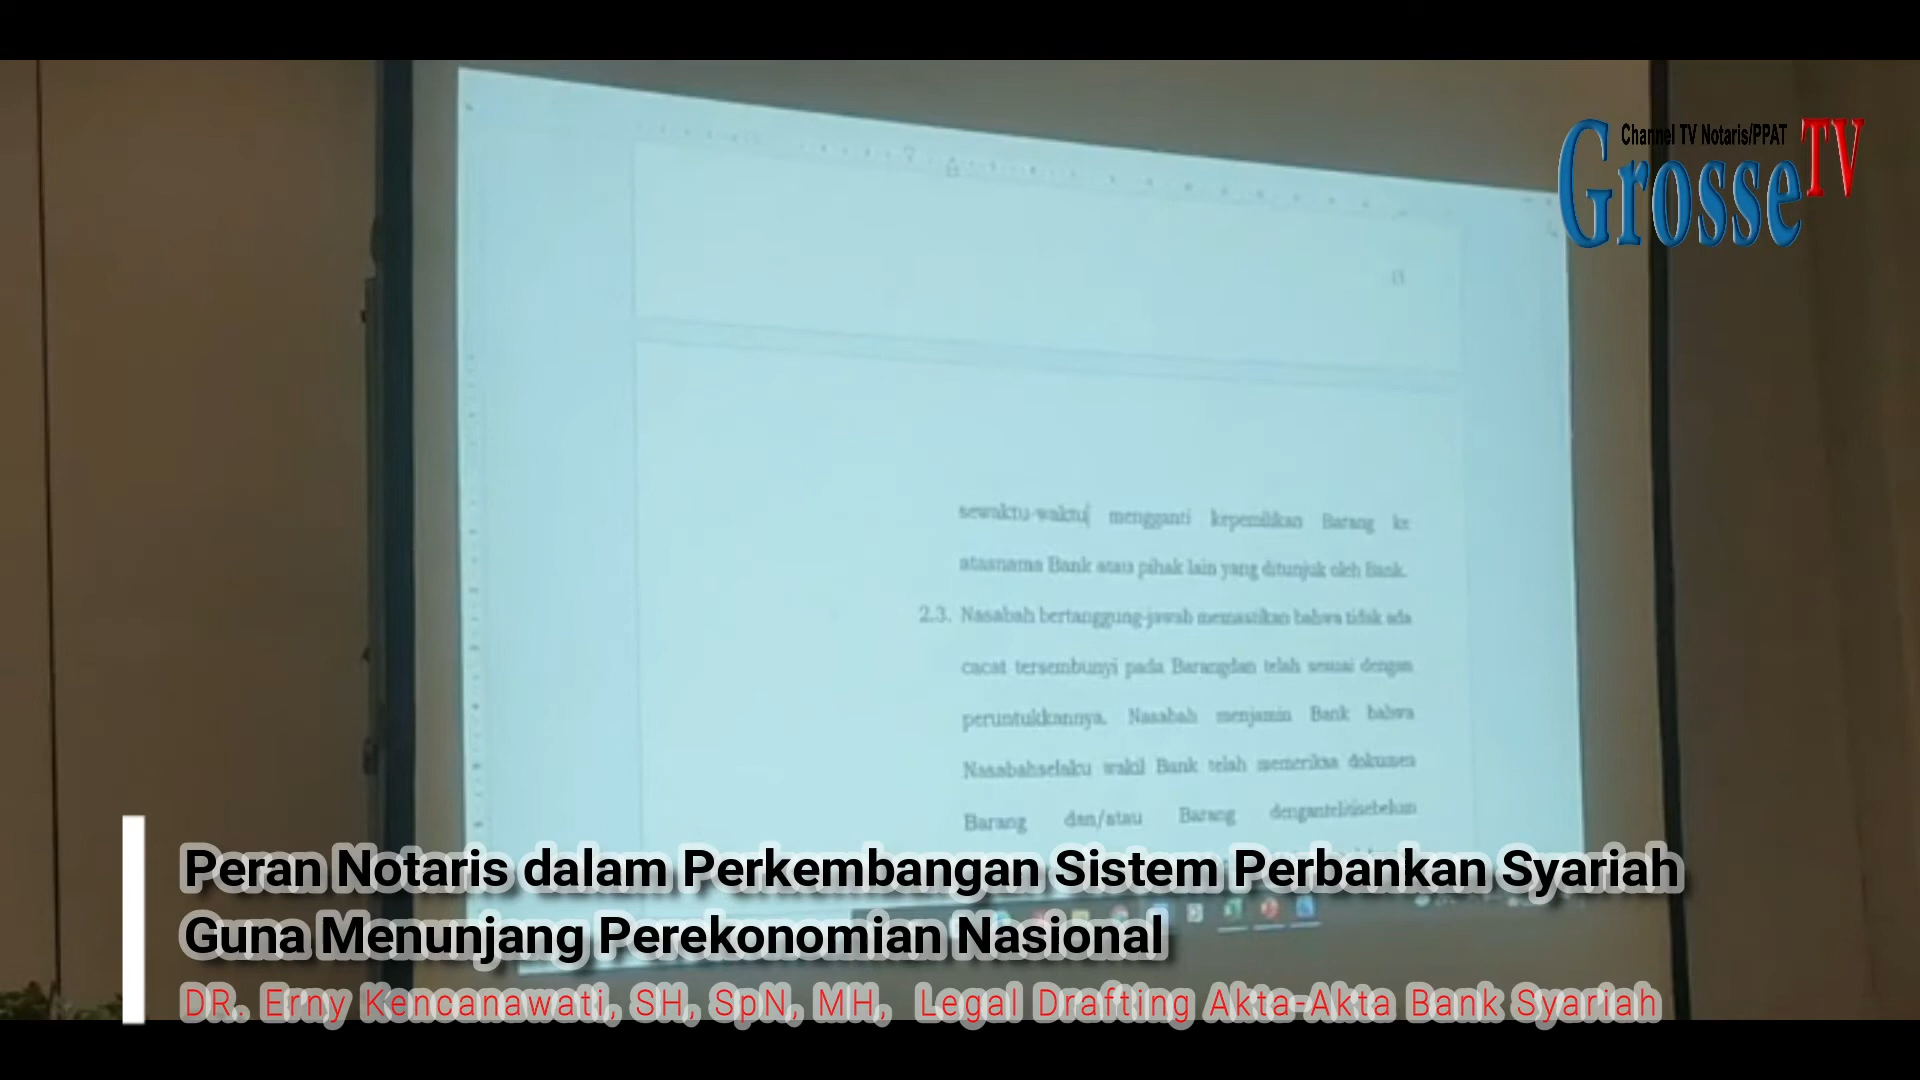 Channel TV Notaris/PPAT
GrosseTV
sewaktu-waktu mengganti kepemilikan Barang ke
atasnama Bank atau pihak lain yang ditunjuk oleh Bank.
2.3. Nasabah bertanggung-jawab memastikan bahwa tidak ada
cacat tersembunyi pada Barangdan telah sesuai dengan
peruntukkannya. Nasabah menjamin Bank bahwa
Nasabahselaku wakil Bank telah memeriksa dokumen
Barang dan/atau Barang denganteliti­sebelum
Peran Notaris dalam Perkembangan Sistem Perbankan Syariah
Guna Menunjang Perekonomian Nasional
DR. Erny Kencanawati, SH, SpN, MH, Legal Drafting Akta-Akta Bank Syariah